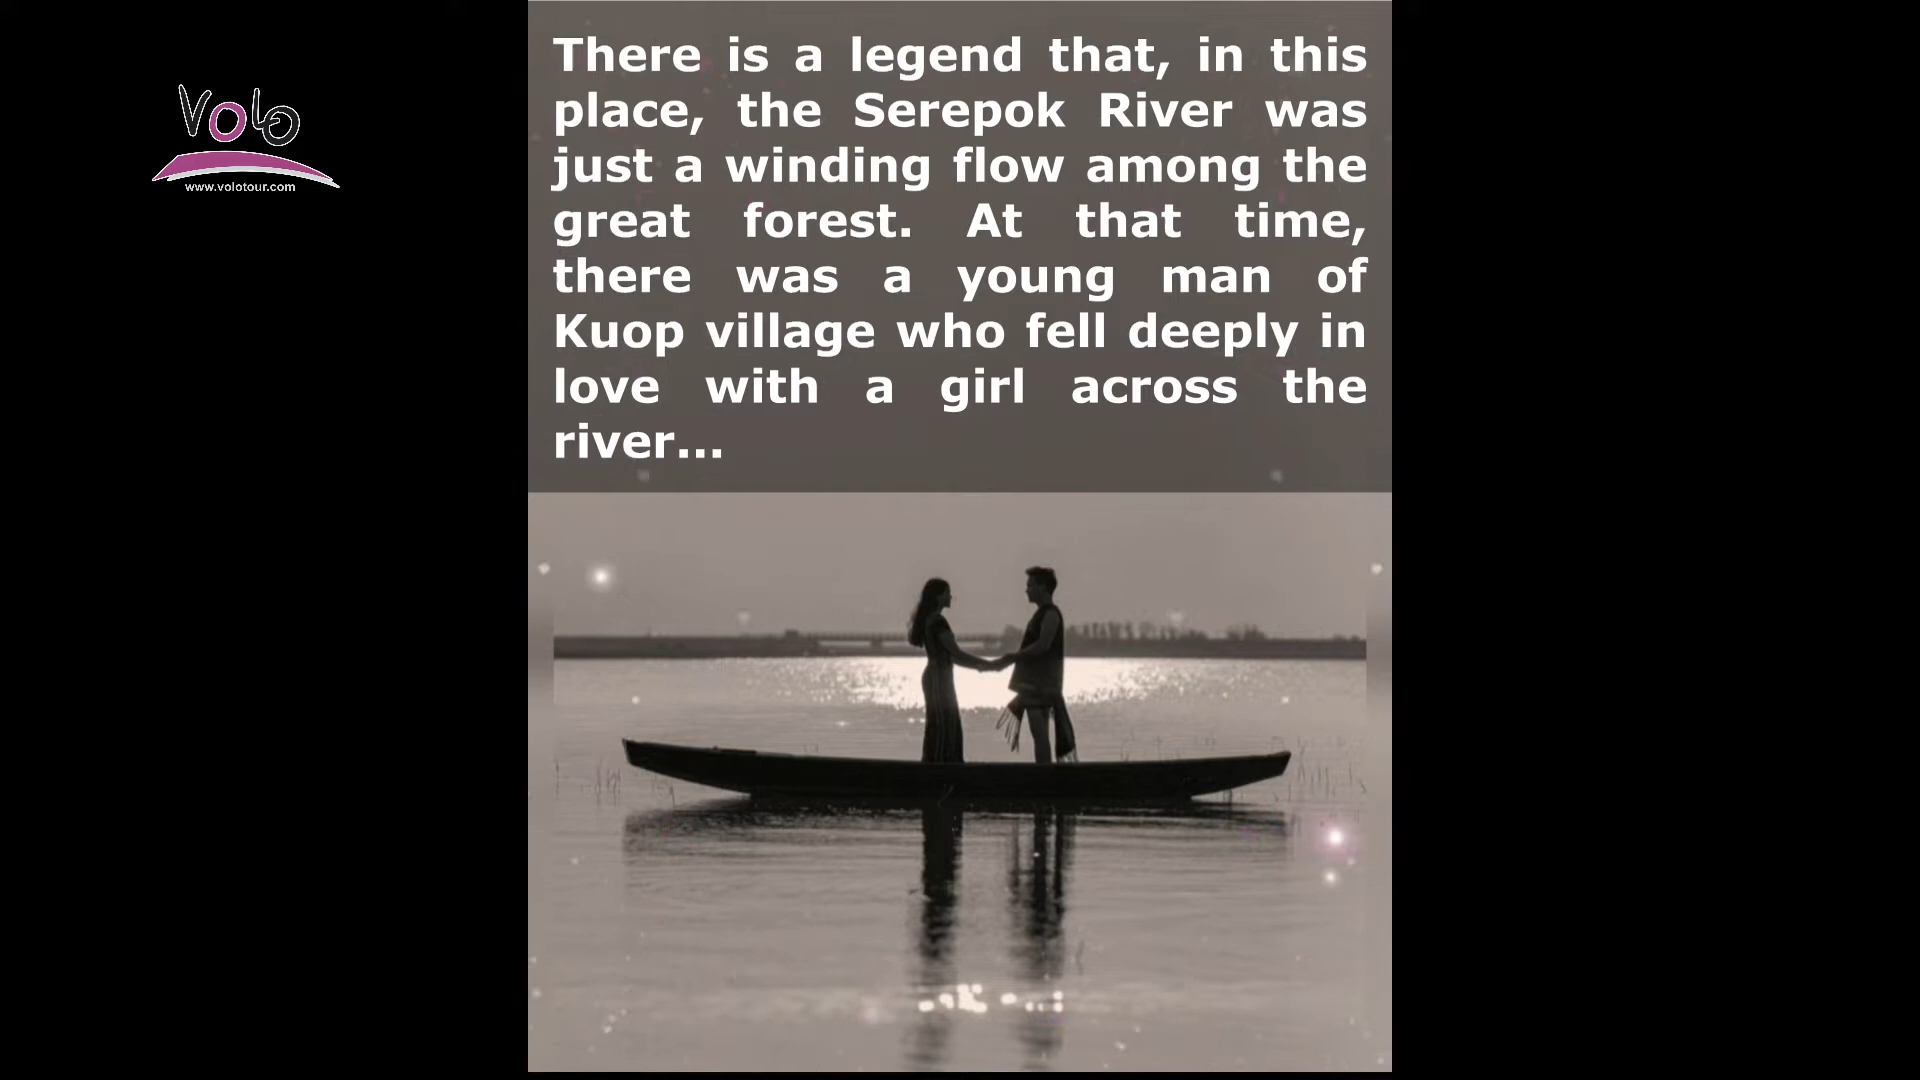 Volo
www.volotour.com
There is a legend that, in this
place, the Serepok River was
just a winding flow among the
great forest. At that time,
there was a young man of
Kuop village who fell deeply in
love with a girl across the
river...